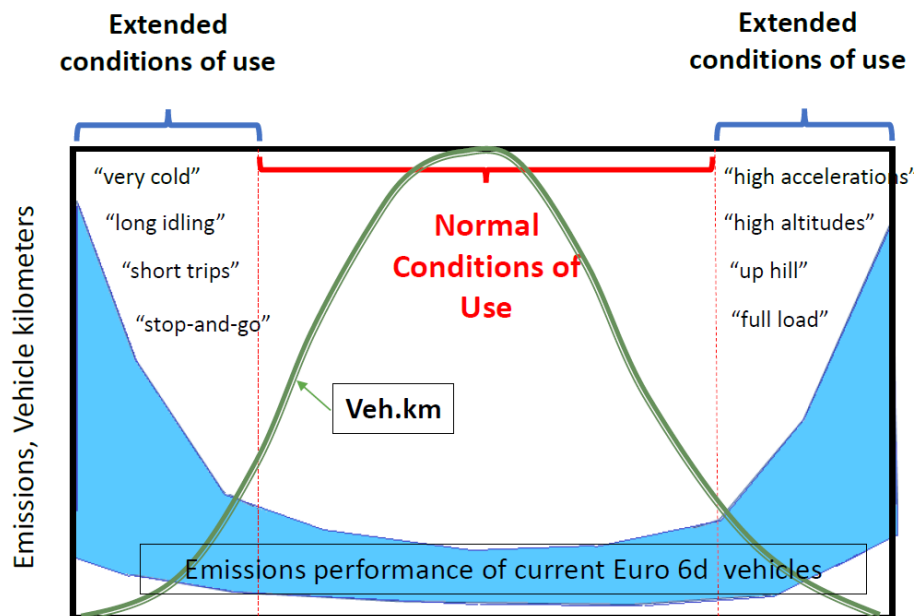 Extended
conditions of use
Extended
conditions of use
“very cold”
“long idling”
“short trips”
“stop-and-go”
Normal
Conditions of
Use
“high accelerations”
“high altitudes”
“up hill”
“full load”
Veh.km
Emissions performance of current Euro 6d vehicles
Emissions, Vehicle kilometers